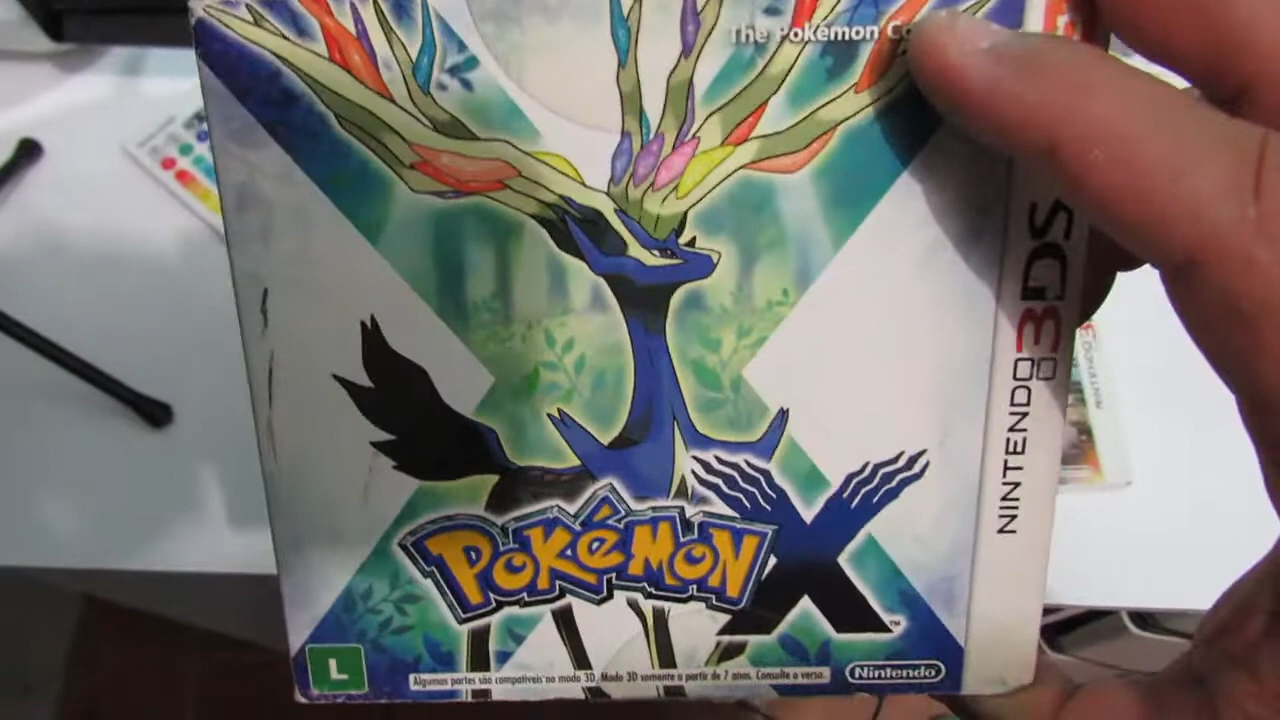 The Pokémon
NINTENDO 3DS
POKÉMON X
™
L
Algumas partes são compatíveis no modo 3D. Modo 3D somente a partir de 7 anos. Consulte o verso.
Nintendo